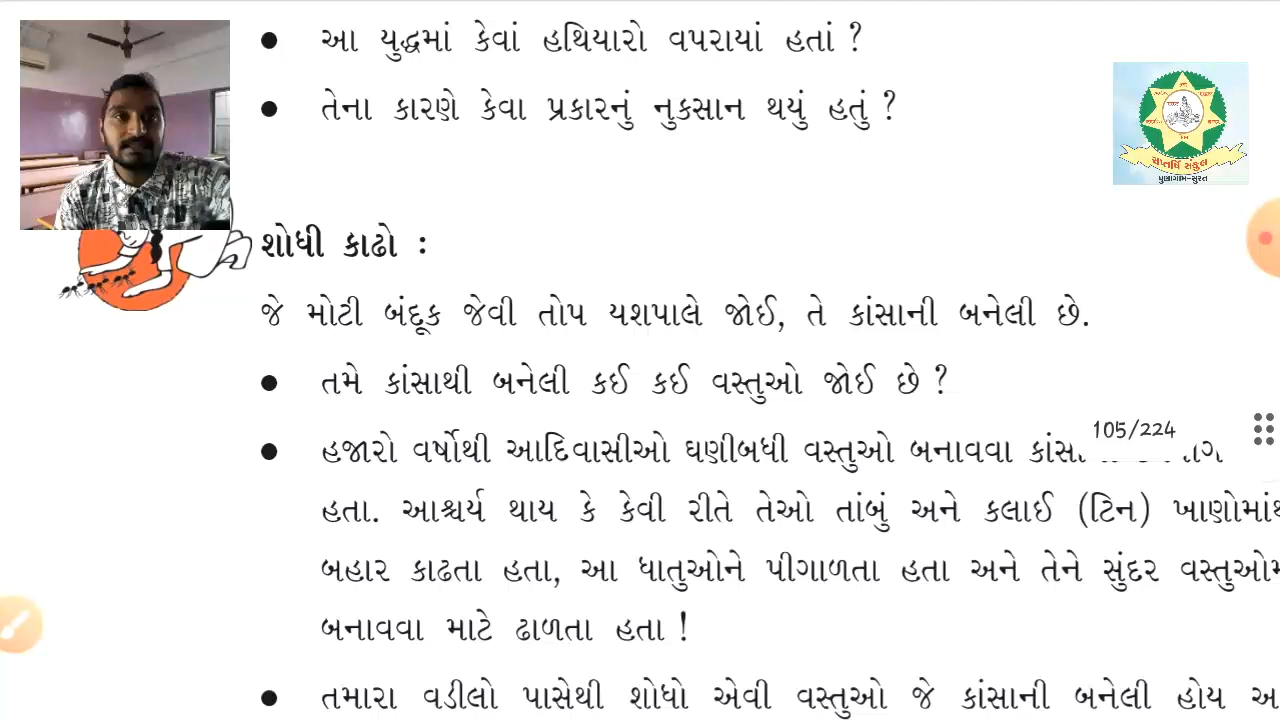 આ યુદ્ધમાં કેવાં હથિયારો વપરાયાં હતાં ?
તેના કારણે કેવા પ્રકારનું નુકસાન થયું હતું ?
સાપ્તર્ષિ સંકુલ
પુણાગામ-સુરત
શોધી કાઢો :
જે મોટી બંદૂક જેવી તોપ યશપાલે જોઈ, તે કાંસાની બનેલી છે.
તમે કાંસાથી બનેલી કઈ કઈ વસ્તુઓ જોઈ છે ?
105/224
હજારો વર્ષોથી આદિવાસીઓ ઘણીબધી વસ્તુઓ બનાવવા
હતા. આશ્ચર્ય થાય કે કેવી રીતે તેઓ તાંબું અને કલાઈ (ટિન)
બહાર કાઢતા હતા, આ ધાતુઓને પીગાળતા હતા અને તેને સુંદર
બનાવવા માટે ઢાળતા હતા !
તમારા વડીલો પાસેથી શોધો એવી વસ્તુઓ જે કાંસાની બનેલી હોય